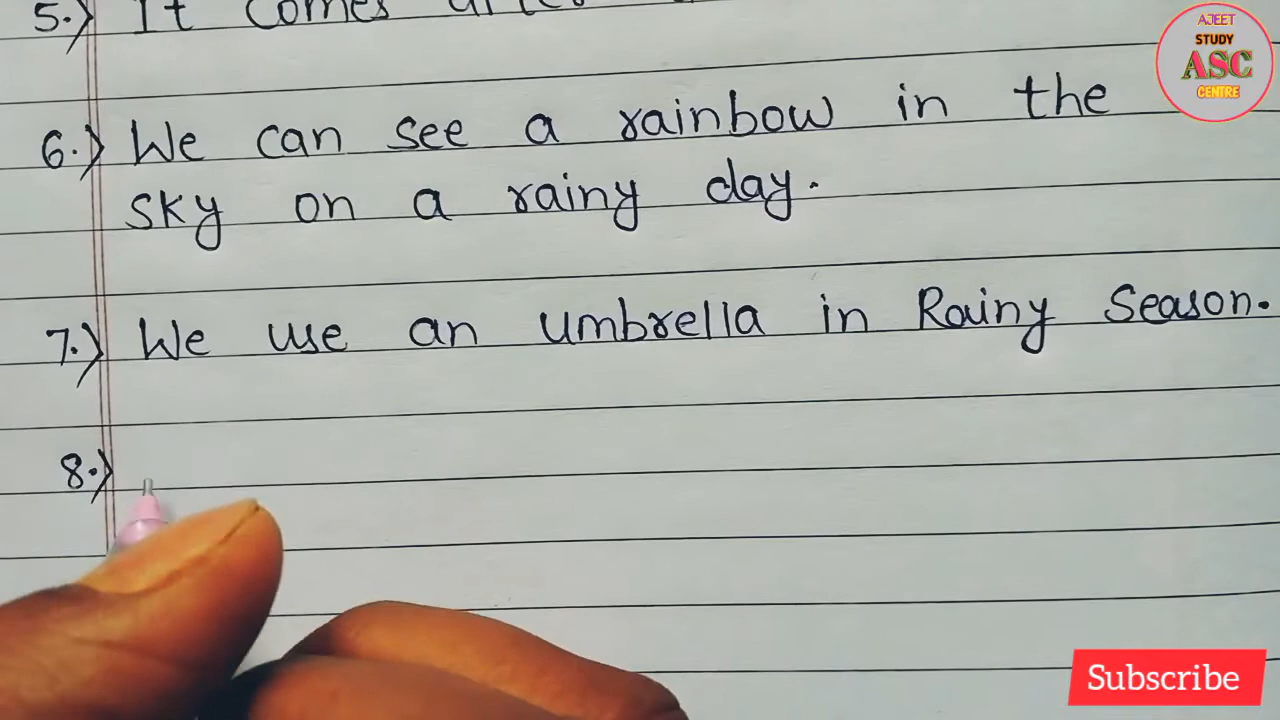 5.) It comes after
AJEET
STUDY
ASC
CENTRE
6.) We can see a rainbow in the
sky on a rainy day.
7.) We use an umbrella in Rainy Season.
8.)
Subscribe